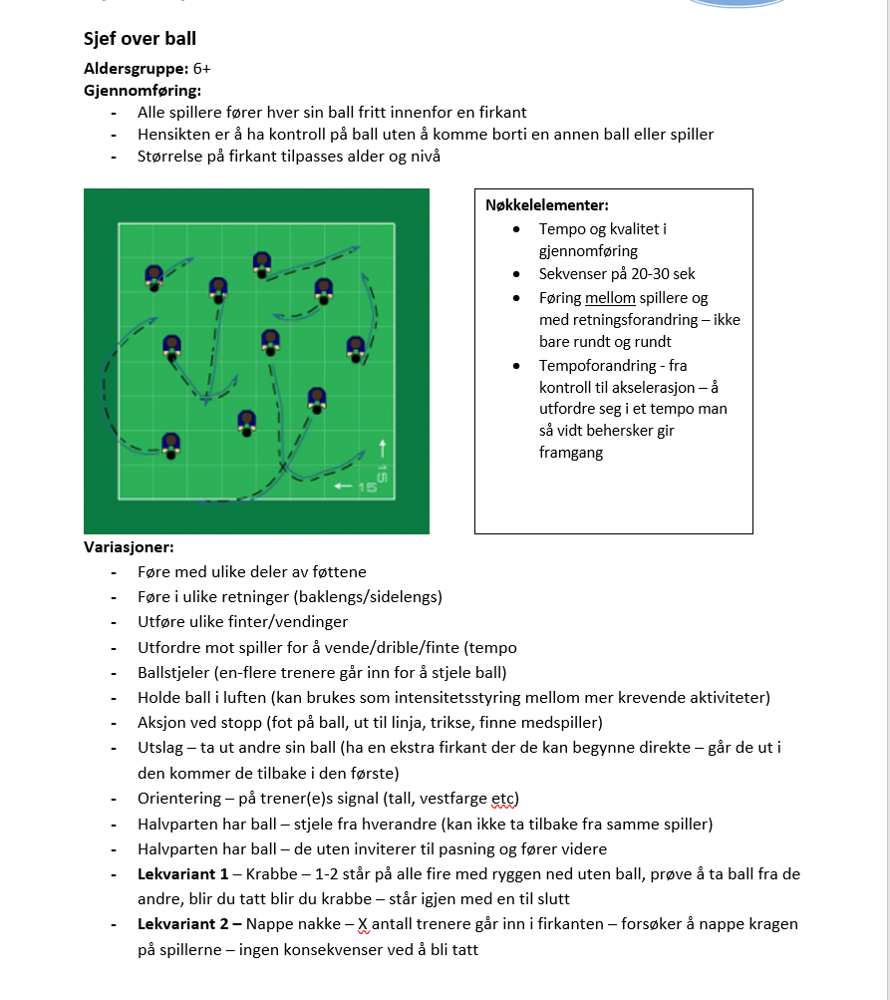 Sjef over ball
Aldersgruppe: 6+
Gjennomføring:
- Alle spillere fører hver sin ball fritt innenfor en firkant
- Hensikten er å ha kontroll på ball uten å komme borti en annen ball eller spiller
- Størrelse på firkant tilpasses alder og nivå
15
15
Nøkkelelementer:
• Tempo og kvalitet i
gjennomføring
• Sekvenser på 20-30 sek
• Føring mellom spillere og
med retningsforandring – ikke
bare rundt og rundt
• Tempoforandring - fra
kontroll til akselerasjon – å
utfordre seg i et tempo man
så vidt behersker gir
framgang
Variasjoner:
- Føre med ulike deler av føttene
- Føre i ulike retninger (baklengs/sidelengs)
- Utføre ulike finter/vendinger
- Utfordre mot spiller for å vende/drible/finte (tempo
- Ballstjeler (en-flere trenere går inn for å stjele ball)
- Holde ball i luften (kan brukes som intensitetsstyring mellom mer krevende aktiviteter)
- Aksjon ved stopp (fot på ball, ut til linja, trikse, finne medspiller)
- Utslag – ta ut andre sin ball (ha en ekstra firkant der de kan begynne direkte – går de ut i
den kommer de tilbake i den første)
- Orientering – på trener(e)s signal (tall, vestfarge etc)
- Halvparten har ball – stjele fra hverandre (kan ikke ta tilbake fra samme spiller)
- Halvparten har ball – de uten inviterer til pasning og fører videre
- Lekvariant 1 – Krabbe – 1-2 står på alle fire med ryggen ned uten ball, prøve å ta ball fra de
andre, blir du tatt blir du krabbe – står igjen med en til slutt
- Lekvariant 2 – Nappe nakke – X antall trenere går inn i firkanten – forsøker å nappe kragen
på spillerne – ingen konsekvenser ved å bli tatt